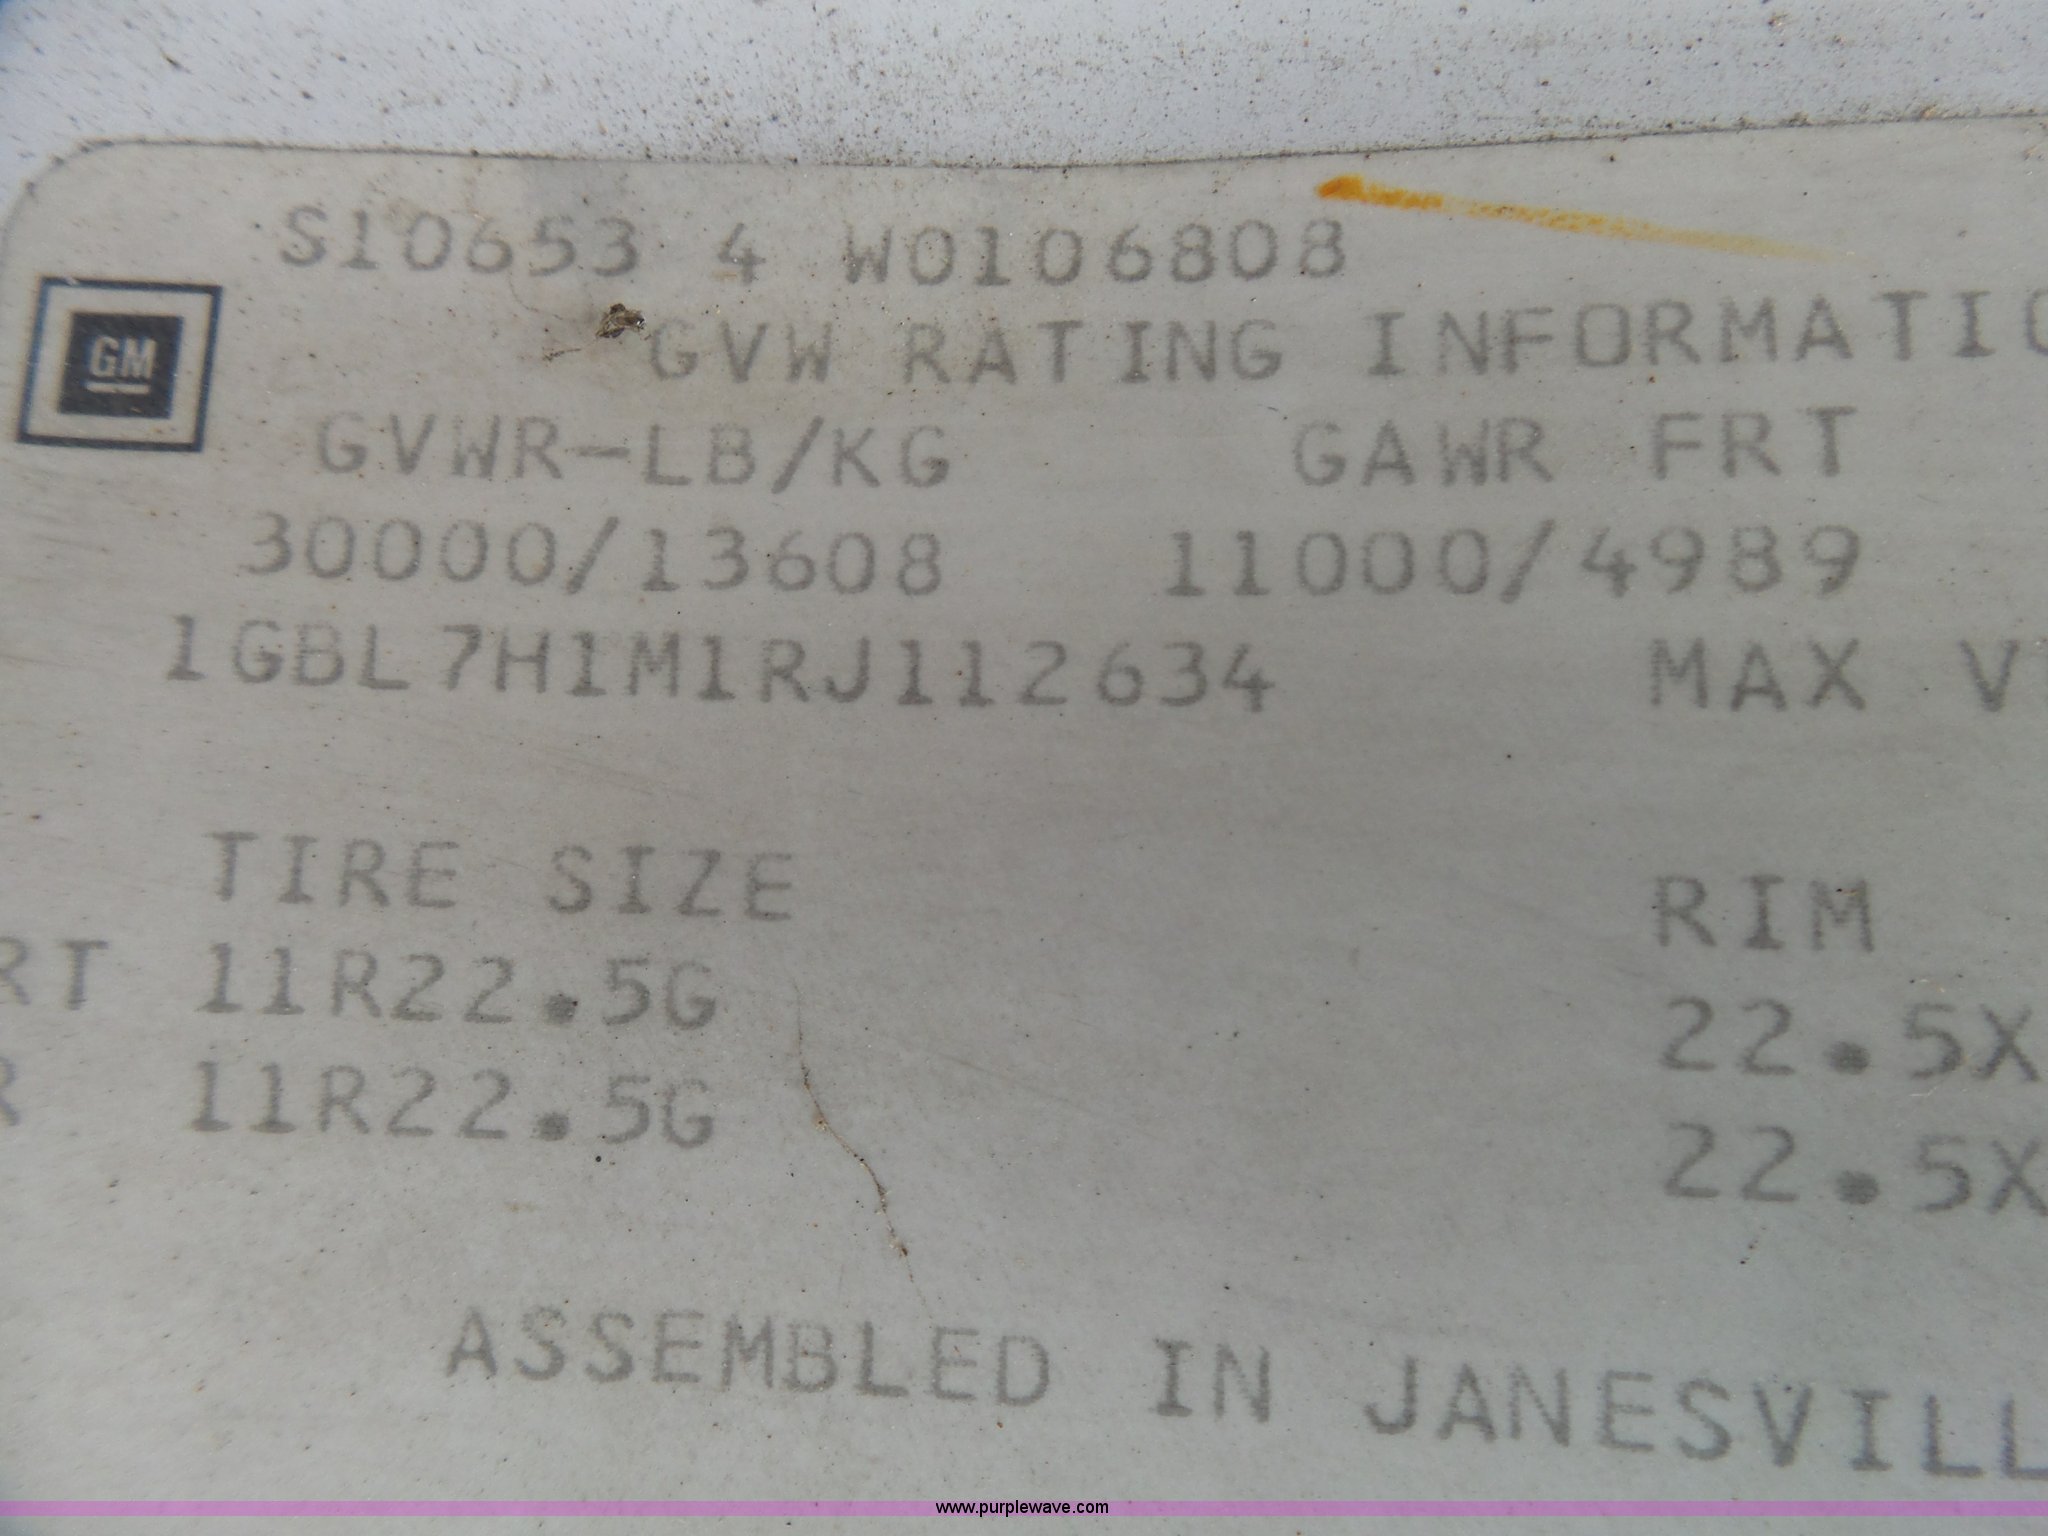 S10653 4 W0106808
GM
GVW RATING INFORMATIO
GVWR-LB/KG GAWR FRT
30000/13608 11000/4989
1GBL7H1M1RJ112634 MAX V
TIRE SIZE RIM
RT 11R22.5G 22.5X
R 11R22.5G 22.5X
ASSEMBLED IN JANESVILL
www.purplewave.com